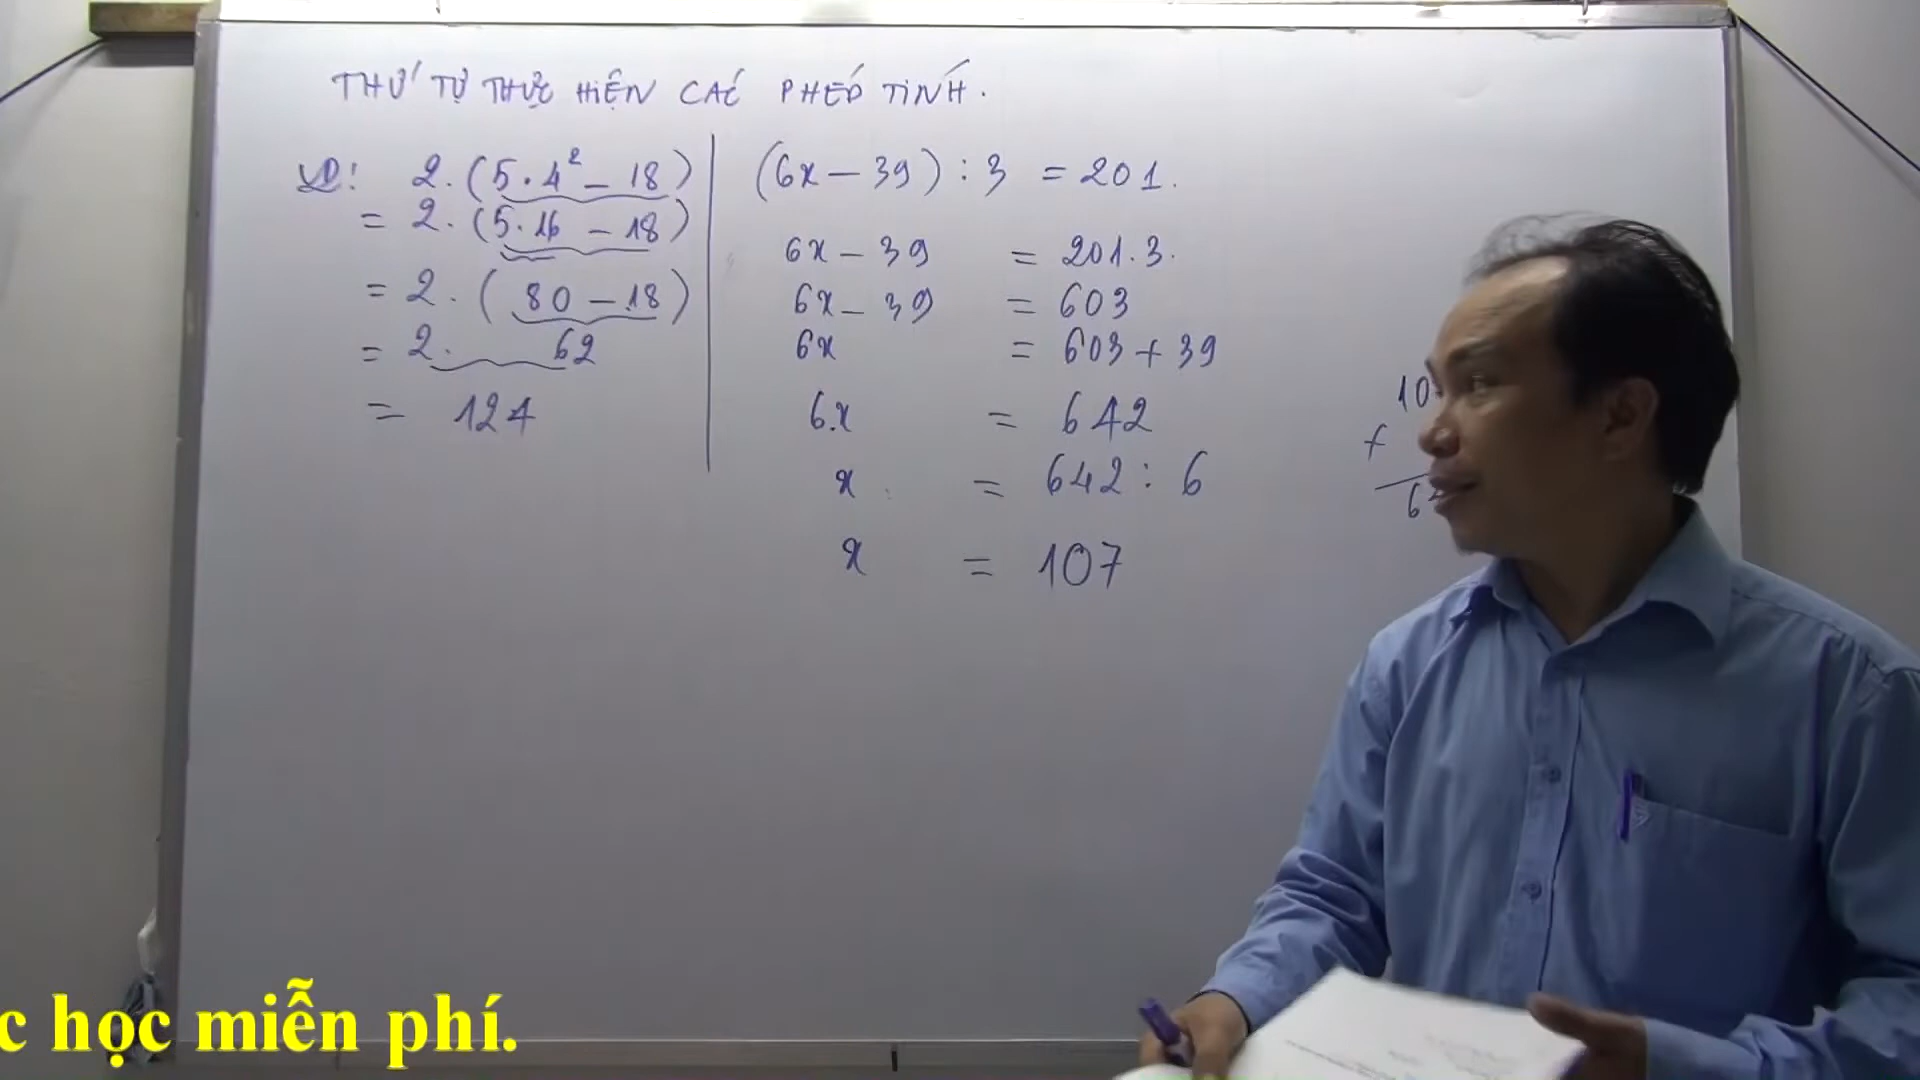 THỨ TỰ THỰC HIỆN CÁC PHÉP TÍNH.
VD: 2.(5.4² - 18)
= 2.(5.16 - 18)
= 2.(80 - 18)
= 2. 62
= 124
(6x - 39) : 3 = 201.
6x - 39 = 201.3.
6x - 39 = 603
6x = 603 + 39
6.x = 642
x = 642 : 6
x = 107
10
+
6
học miễn phí.